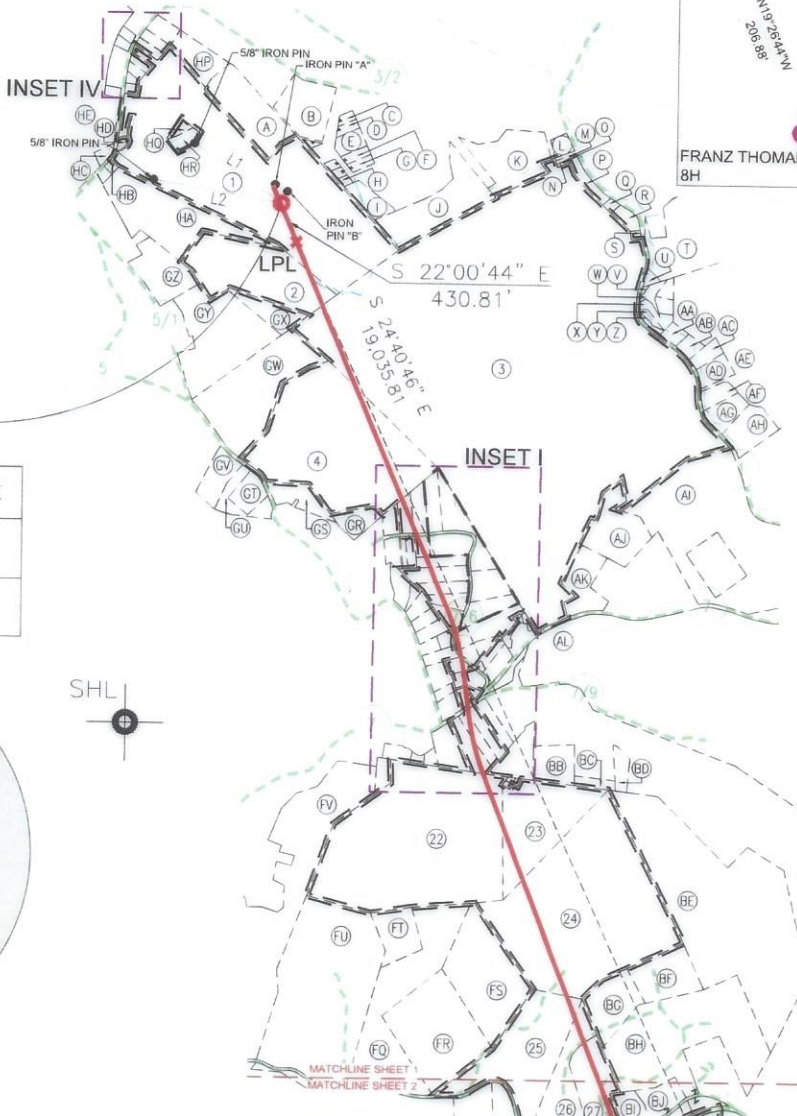 N19°26'44"W
206.88'
5/8" IRON PIN
IRON PIN "A"
3/2
INSET IV
HP
HE
HD
A
B
C
D
E
F
G
H
I
J
K
L
M
O
N
P
Q
R
S
FRANZ THOMA
8H
5/8" IRON PIN
HQ
HR
HC
HB
L1
1
L2
HA
IRON
PIN "B"
LPL
GZ
GY
GX
2
S 22°00'44" E
430.81'
U
T
W
V
X
Y
Z
AA
AB
AC
AE
AD
AF
AG
AH
5/1
5
S 24°40'46" E
19,035.81
3
GW
4
INSET I
GV
GT
GU
GS
GR
AI
AJ
AK
AL
SHL
7/9
BB
BC
BD
FV
22
23
24
BE
FU
FT
FS
BF
BG
BH
FQ
FR
25
MATCHLINE SHEET 1
MATCHLINE SHEET 2
26
27
BI
BJ